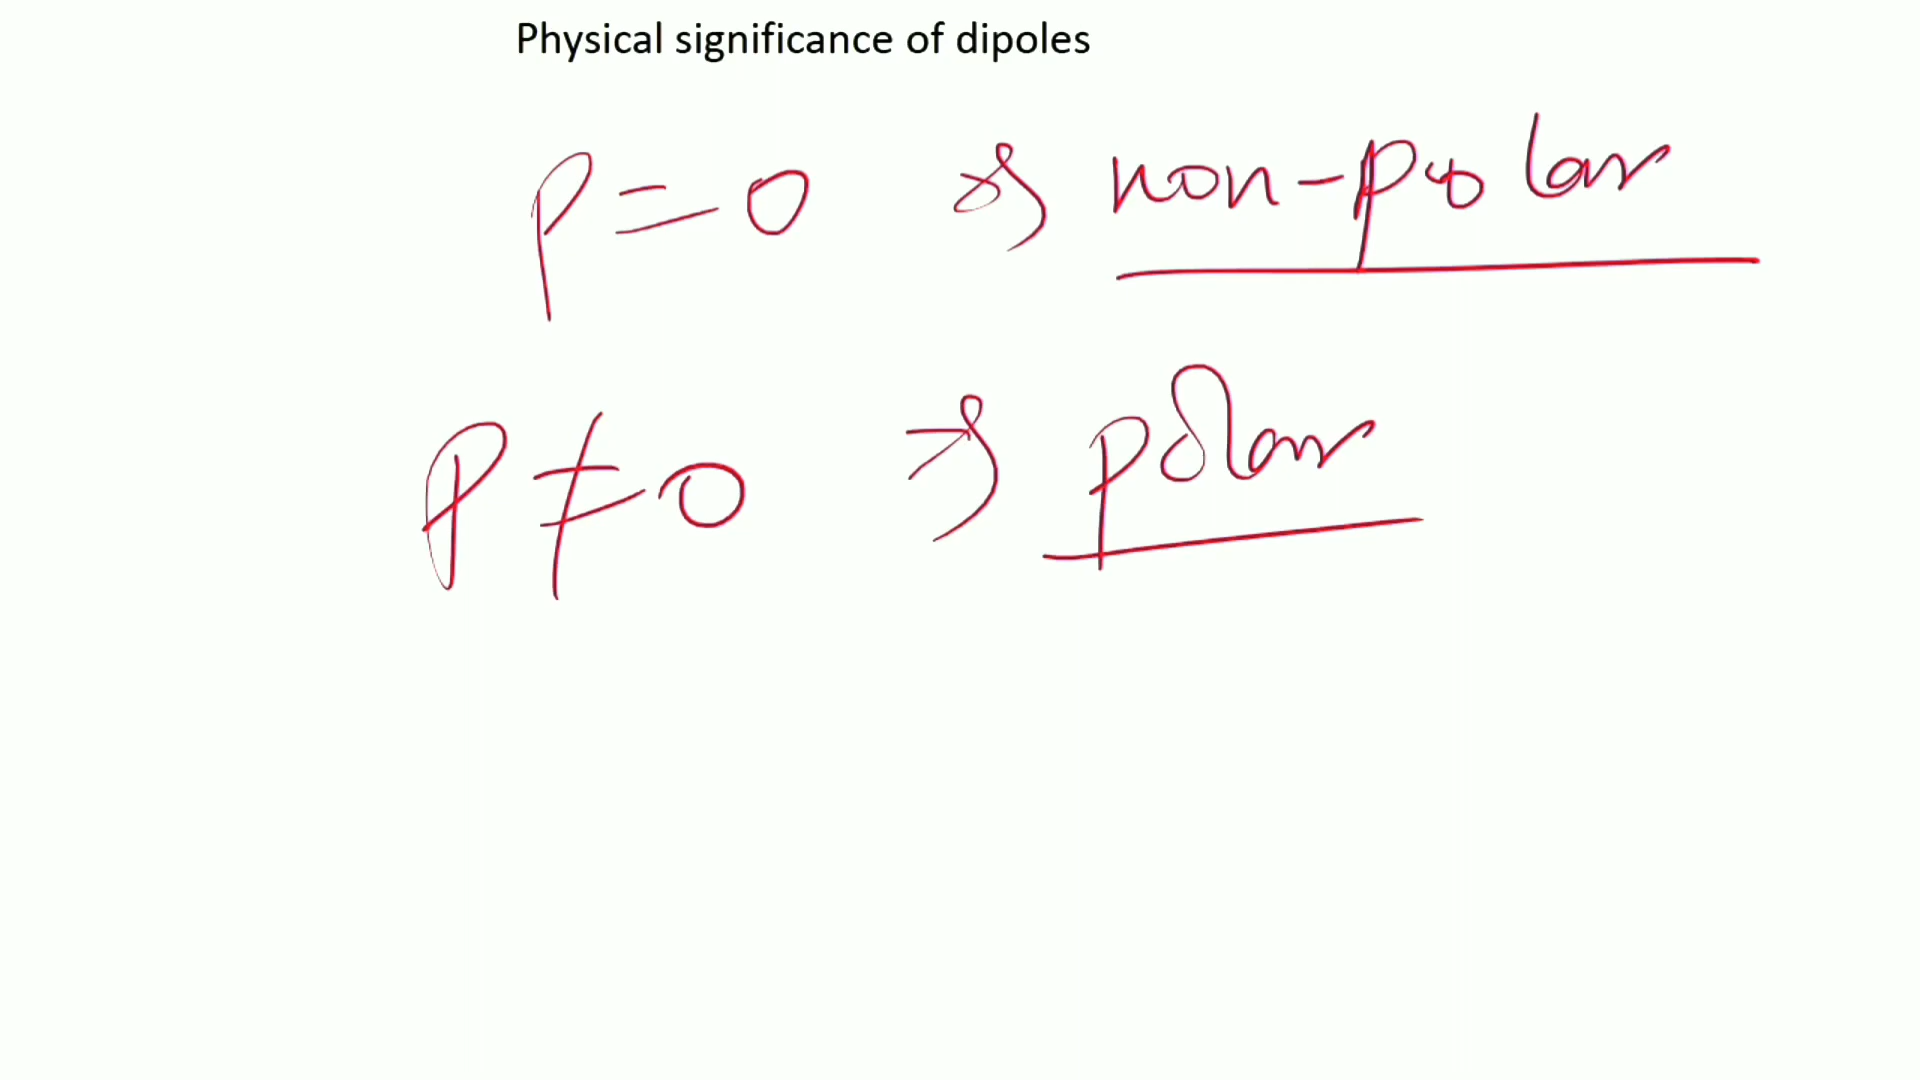 Physical significance of dipoles
p = 0 ⇒ non-polar
p ≠ 0 ⇒ polar